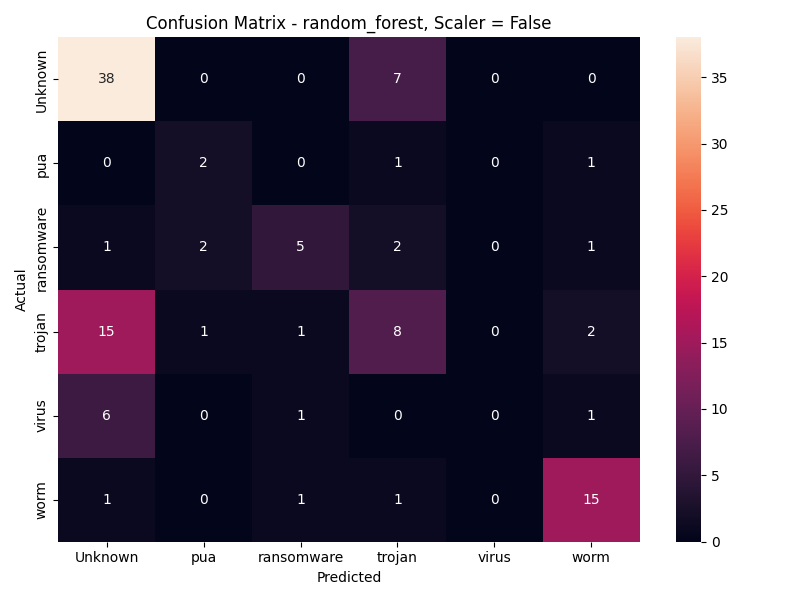 Confusion Matrix - random_forest, Scaler = False
Actual
Unknown 38 0 0 7 0 0
pua 0 2 0 1 0 1
ransomware 1 2 5 2 0 1
trojan 15 1 1 8 0 2
virus 6 0 1 0 0 1
worm 1 0 1 1 0 15
Unknown pua ransomware trojan virus worm
Predicted
35
30
25
20
15
10
5
0